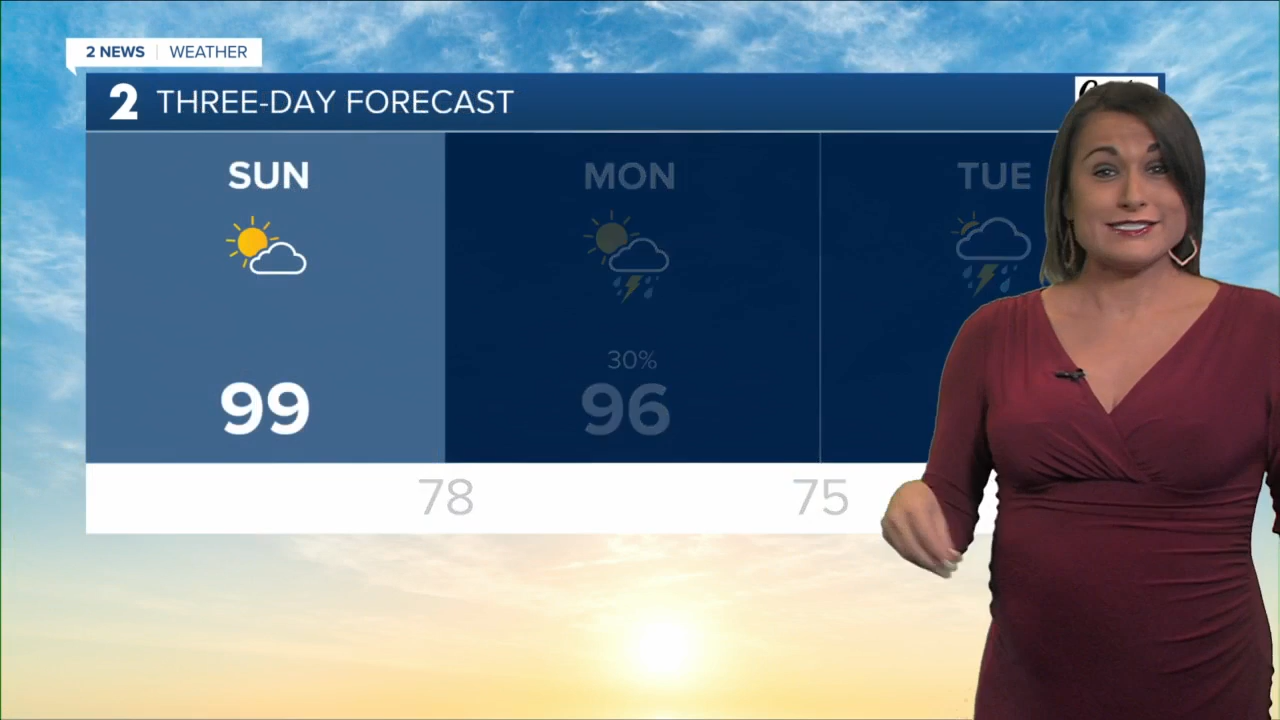 2 NEWS WEATHER
2 THREE-DAY FORECAST
SUN MON TUE
30%
99 96
78 75